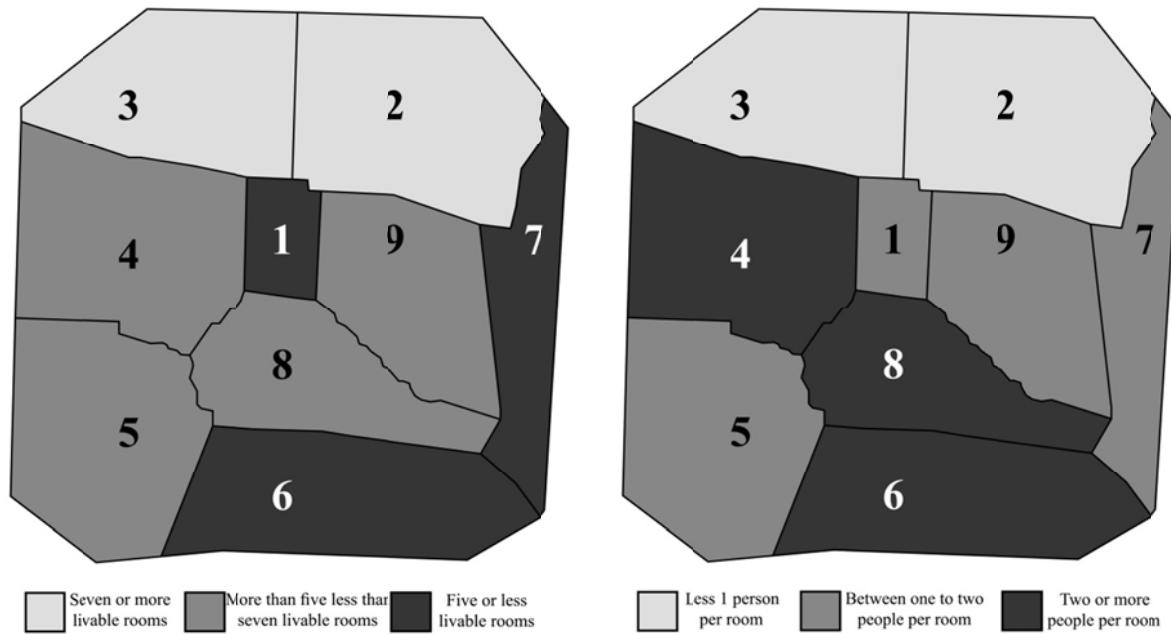 3
2
4
1
9
7
8
5
6
Seven or more
livable rooms
More than five less than
seven livable rooms
Five or less
livable rooms
3
2
4
1
9
7
8
5
6
Less 1 person
per room
Between one to two
people per room
Two or more
people per room